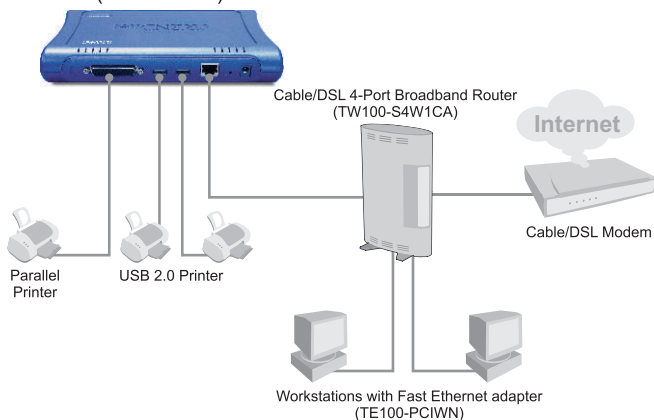 Cable/DSL 4-Port Broadband Router
(TW100-S4W1CA)
Internet
Cable/DSL Modem
Parallel
Printer
USB 2.0 Printer
Workstations with Fast Ethernet adapter
(TE100-PCIWN)